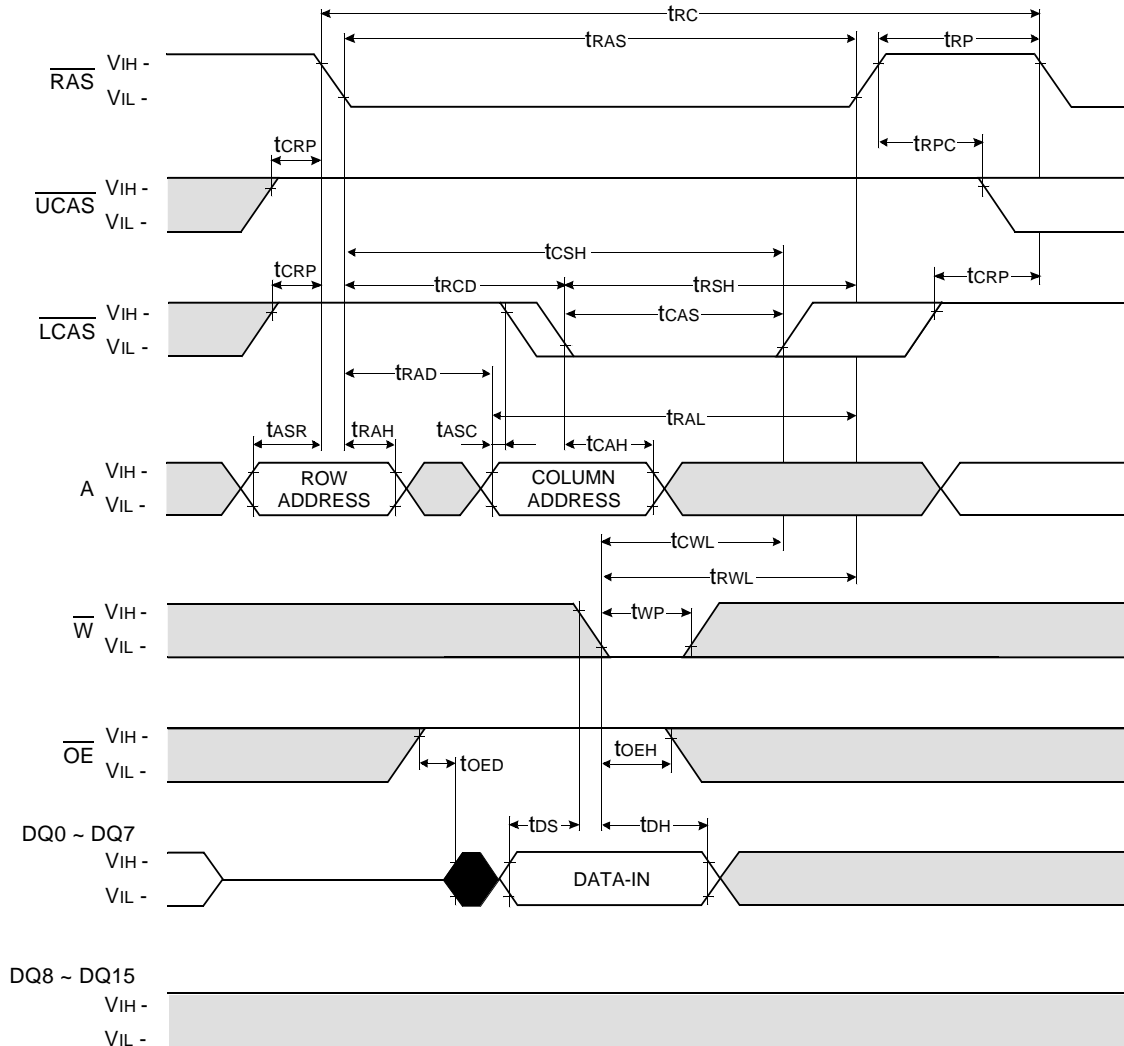 tRC
tRAS
tRP
RAS
VIH -
VIL -
tCRP
tRPC
UCAS
VIH -
VIL -
tCSH
tCRP
tRCD
tRSH
tCRP
LCAS
VIH -
VIL -
tCAS
tRAD
tRAL
tASR
tRAH
tASC
tCAH
A
VIH -
VIL -
ROW
ADDRESS
COLUMN
ADDRESS
tCWL
tRWL
W
VIH -
VIL -
tWP
OE
VIH -
VIL -
tOED
tOEH
tDS
tDH
DQ0 ~ DQ7
VIH -
VIL -
DATA-IN
DQ8 ~ DQ15
VIH -
VIL -